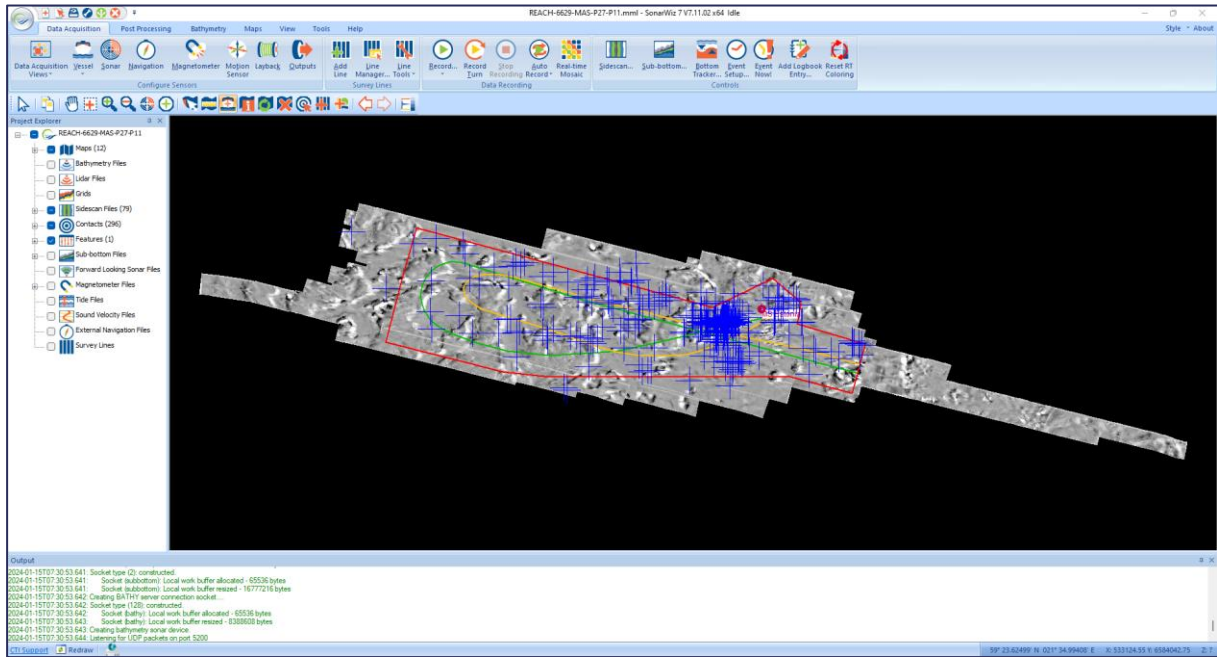 REACH-6629-MAS-P27-P11.mml - SonarWiz 7 V7.11.02 x64 Idle
Data Acquisition Post Processing Bathymetry Maps View Tools Help Style About
Data Acquisition Views Vessel Sonar Navigation Magnetometer Motion Sensor Layback Outputs Add Line Line Manager... Line Tools Record... Record Turn Stop Recording Auto Record Real-time Mosaic Sidescan... Sub-bottom... Bottom Tracker... Event Setup... Event Now! Add Logbook Entry... Reset RT Coloring
Configure Sensors Survey Lines Data Recording Controls
Project Explorer
REACH-6629-MAS-P27-P11
Maps (12)
Bathymetry Files
Lidar Files
Grids
Sidescan Files (79)
Contacts (296)
Features (1)
Sub-bottom Files
Forward Looking Sonar Files
Magnetometer Files
Tide Files
Sound Velocity Files
External Navigation Files
Survey Lines
Output
2024-01-15T07:30:53.641: Socket type (2): constructed.
2024-01-15T07:30:53.641: Socket (subbottom): Local work buffer allocated - 65536 bytes
2024-01-15T07:30:53.641: Socket (subbottom): Local work buffer resized - 16777216 bytes
2024-01-15T07:30:53.642: Creating BATHY server connection socket...
2024-01-15T07:30:53.642: Socket type (128): constructed.
2024-01-15T07:30:53.642: Socket (bathy): Local work buffer allocated - 65536 bytes
2024-01-15T07:30:53.643: Socket (bathy): Local work buffer resized - 8388608 bytes
2024-01-15T07:30:53.643: Creating bathymetry sonar device
2024-01-15T07:30:53.644: Listening for UDP packets on port 5200
CTI Support Redraw 59° 23.62499' N 021° 34.99408' E X: 533124.55 Y: 6584042.75 Z: ?